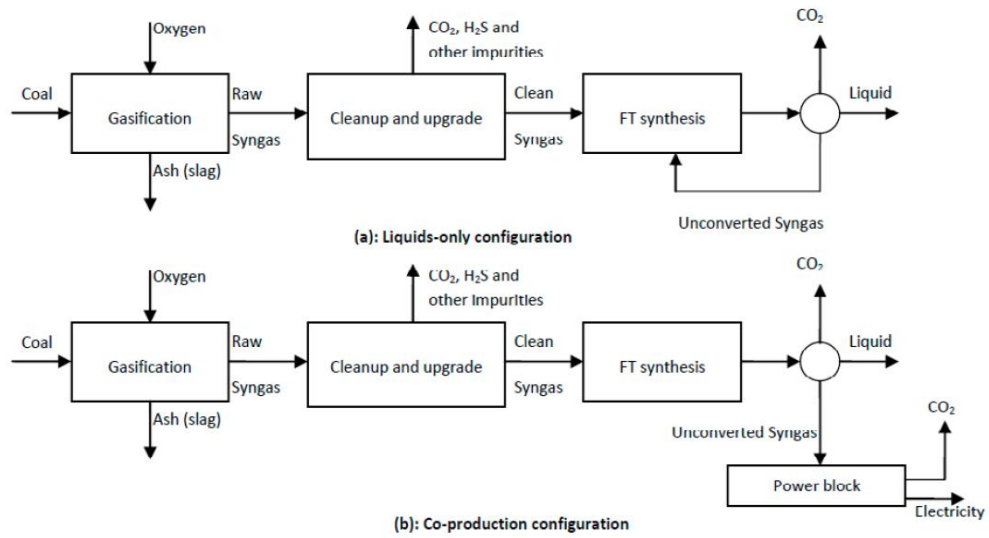 Oxygen
CO₂, H₂S and
other impurities
CO₂
Coal
Gasification
Raw
Syngas
Cleanup and upgrade
Clean
Syngas
FT synthesis
Liquid
Ash (slag)
Unconverted Syngas
(a): Liquids-only configuration
Oxygen
CO₂, H₂S and
other Impurities
CO₂
Coal
Gasification
Raw
Syngas
Cleanup and upgrade
Clean
Syngas
FT synthesis
Liquid
Ash (slag)
Unconverted Syngas
CO₂
Power block
Electricity
(b): Co-production configuration